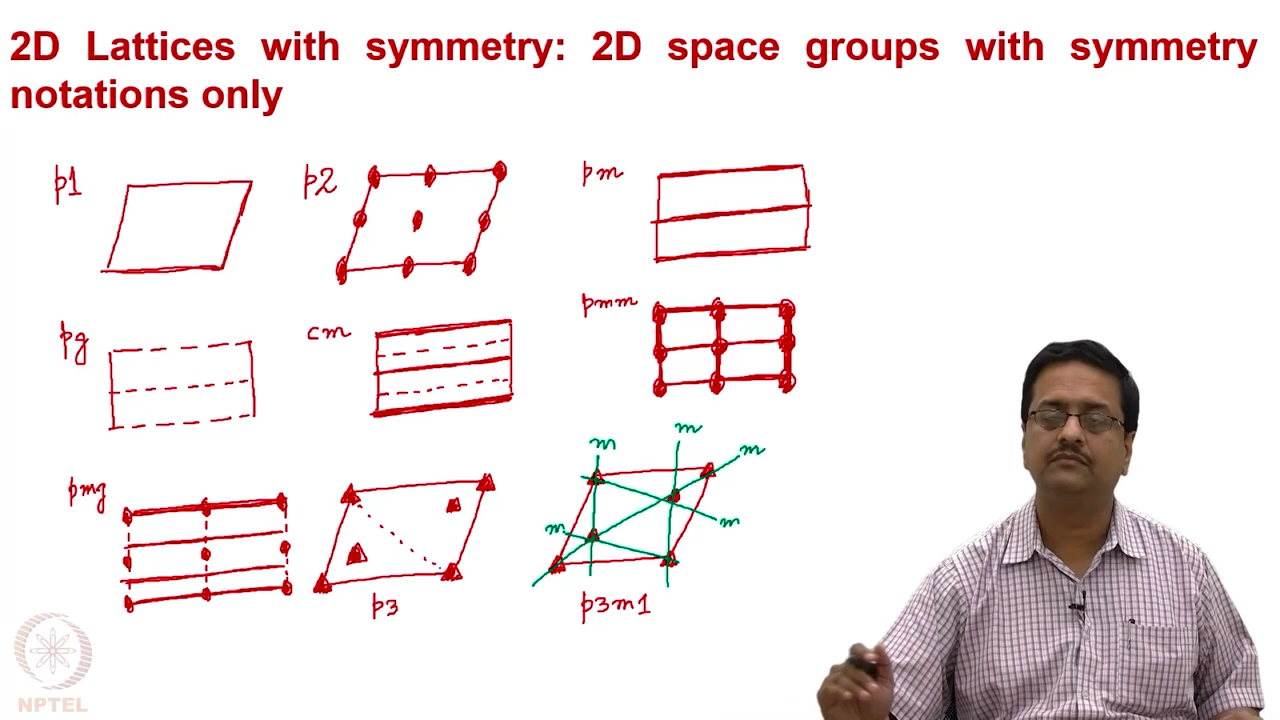 2D Lattices with symmetry: 2D space groups with symmetry
notations only
p1
p2
pm
pg
cm
pmm
pmg
p3
m
m
m
m
m
p3m1
NPTEL